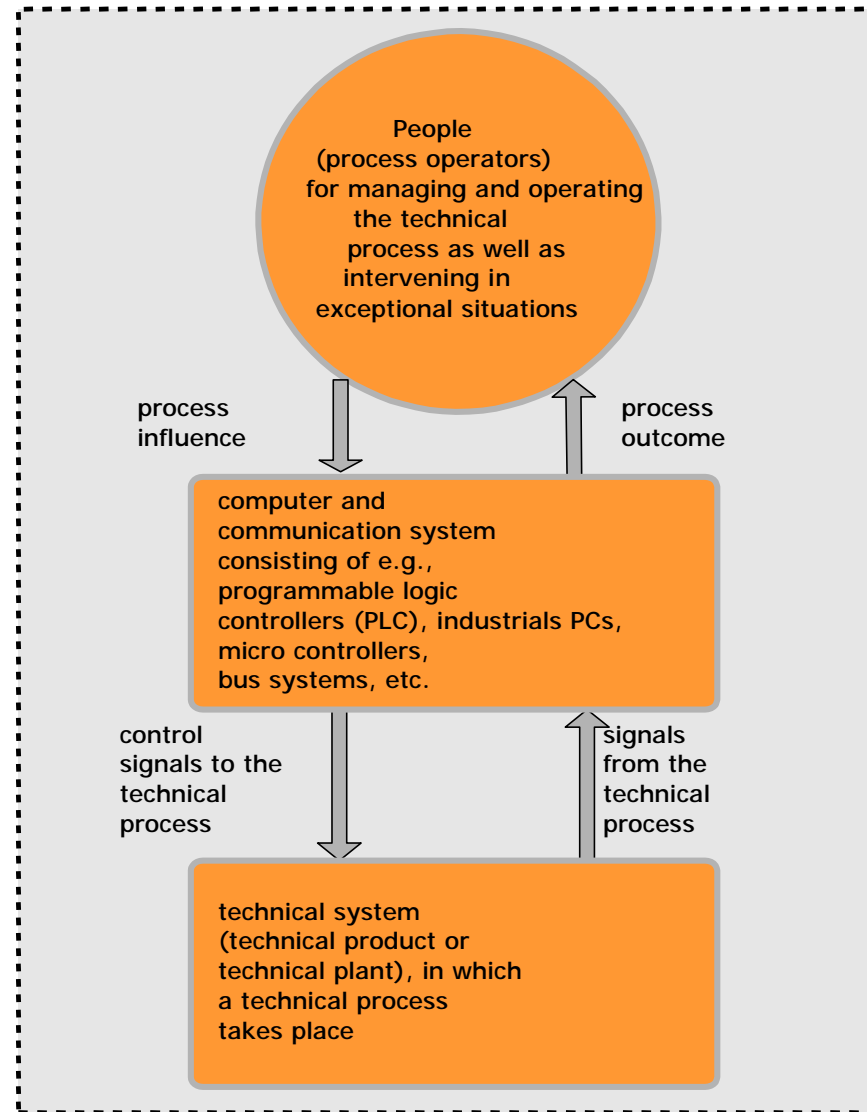 People
(process operators)
for managing and operating
the technical
process as well as
intervening in
exceptional situations
process
influence
process
outcome
computer and
communication system
consisting of e.g.,
programmable logic
controllers (PLC), industrials PCs,
micro controllers,
bus systems, etc.
control
signals to the
technical
process
signals
from the
technical
process
technical system
(technical product or
technical plant), in which
a technical process
takes place